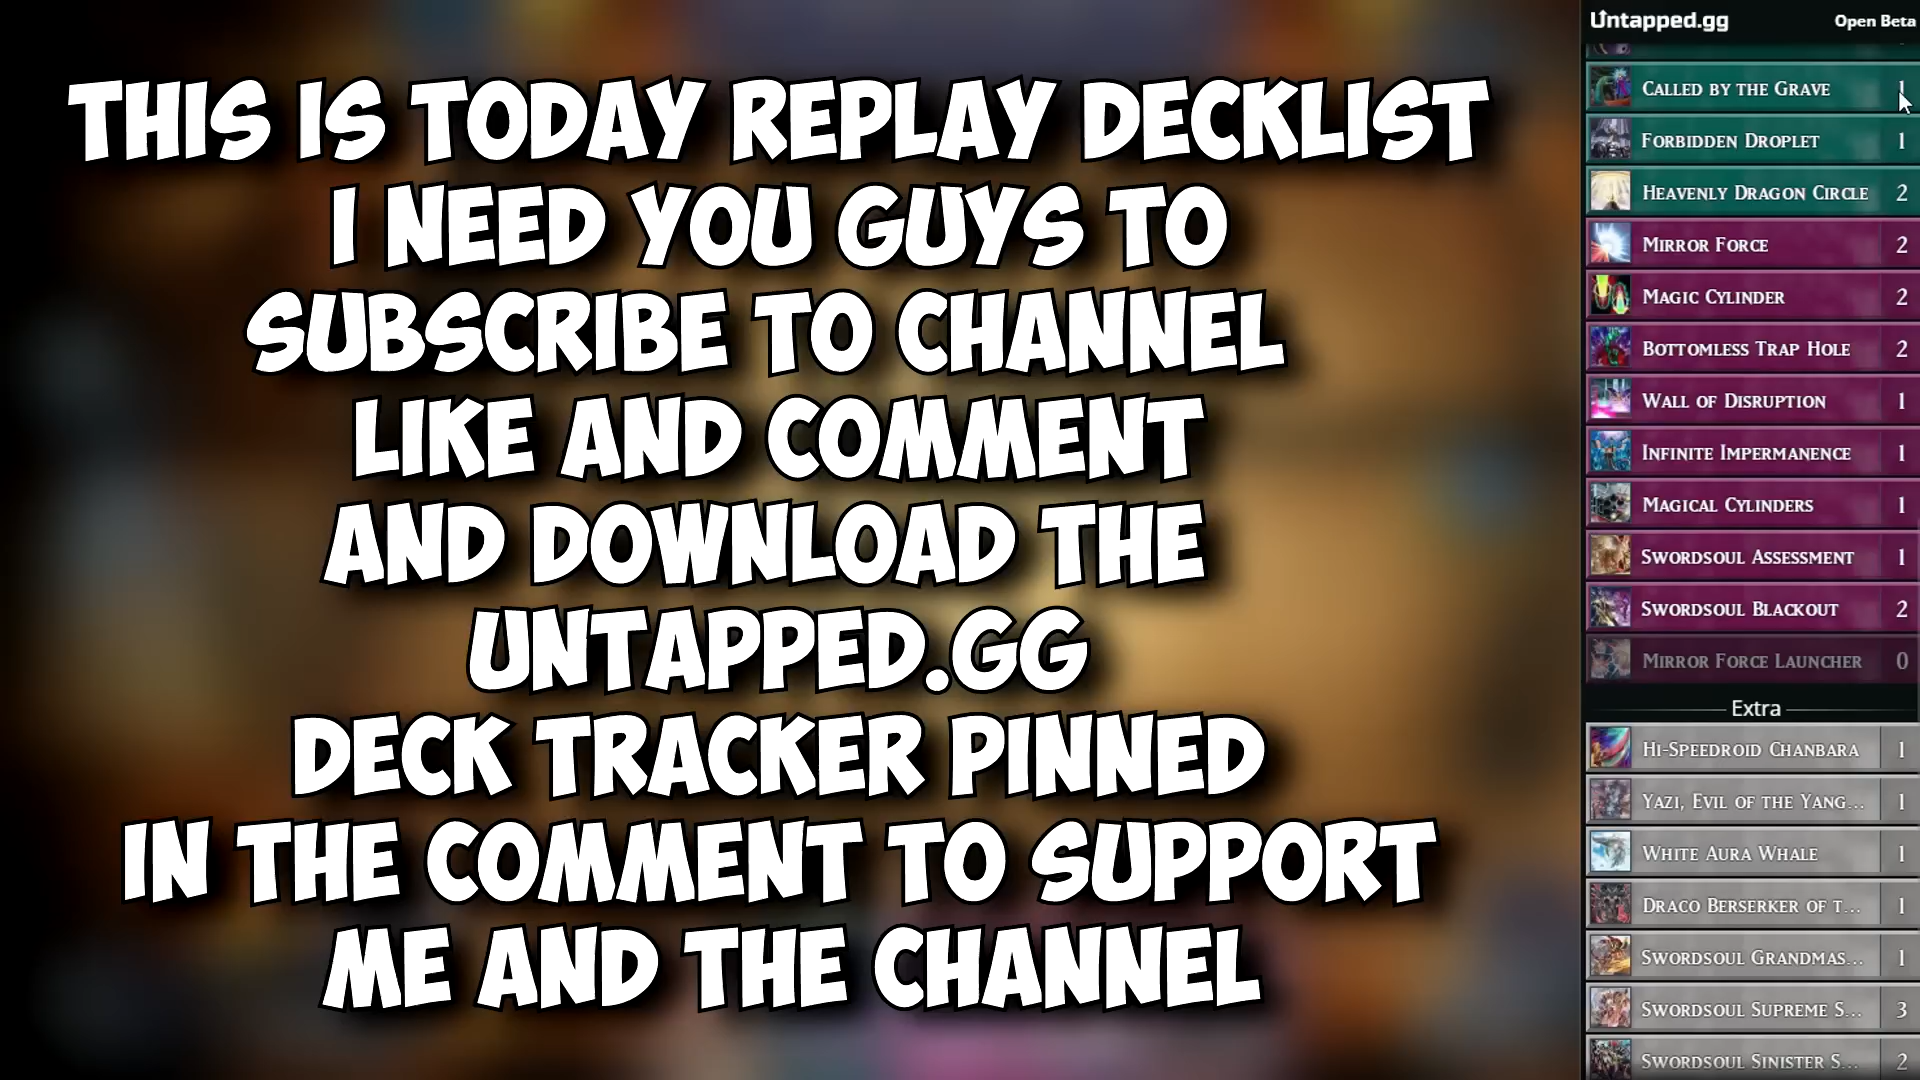 THIS IS TODAY REPLAY DECKLIST
I NEED YOU GUYS TO
SUBSCRIBE TO CHANNEL
LIKE AND COMMENT
AND DOWNLOAD THE
UNTAPPED.GG
DECK TRACKER PINNED
IN THE COMMENT TO SUPPORT
ME AND THE CHANNEL
Untapped.gg Open Beta
CALLED BY THE GRAVE 1
FORBIDDEN DROPLET 1
HEAVENLY DRAGON CIRCLE 2
MIRROR FORCE 2
MAGIC CYLINDER 2
BOTTOMLESS TRAP HOLE 2
WALL OF DISRUPTION 1
INFINITE IMPERMANENCE 1
MAGICAL CYLINDERS 1
SWORDSOUL ASSESSMENT 1
SWORDSOUL BLACKOUT 2
MIRROR FORCE LAUNCHER 0
Extra
HI-SPEEDROID CHANBARA 1
YAZI, EVIL OF THE YANG... 1
WHITE AURA WHALE 1
DRACO BERSERKER OF T... 1
SWORDSOUL GRANDMAS... 1
SWORDSOUL SUPREME S... 3
SWORDSOUL SINISTER S... 2